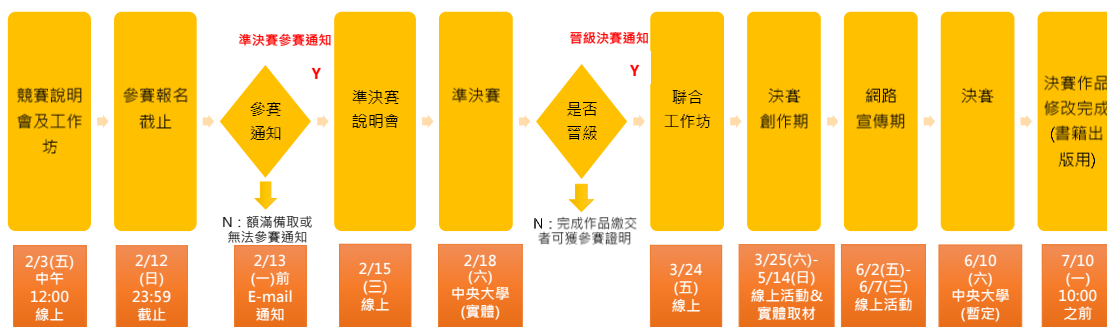 準決賽參賽通知
晉級決賽通知
Y
Y
競賽說明
會及工作
坊
參賽報名
截止
參賽
通知
準決賽
說明會
準決賽
是否
晉級
聯合
工作坊
決賽
創作期
網路
宣傳期
決賽
決賽作品
修改完成
(書籍出
版用)
N：額滿備取或
無法參賽通知
N：完成作品繳交
者可獲參賽證明
2/3(五)
中午
12:00
線上
2/12
(日)
23:59
截止
2/13
(一)前
E-mail
通知
2/15
(三)
線上
2/18
(六)
中央大學
(實體)
3/24
(五)
線上
3/25(六)-
5/14(日)
線上活動&
實體取材
6/2(五)-
6/7(三)
線上活動
6/10
(六)
中央大學
(暫定)
7/10
(一)
10:00
之前